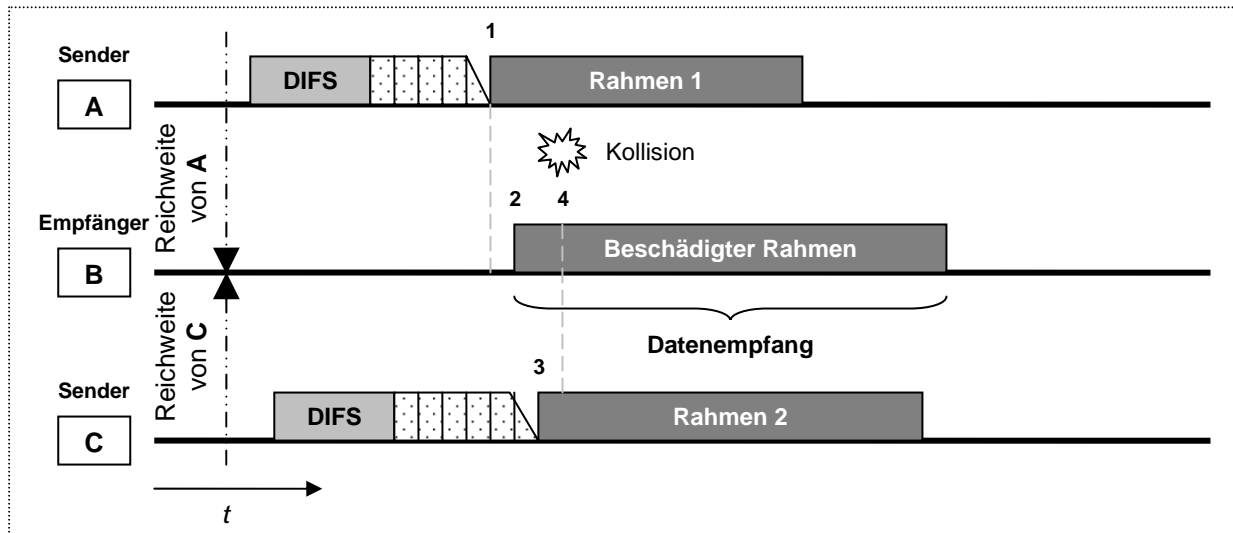 1
Sender
DIFS
Rahmen 1
A
Reichweite
von A
Kollision
2
4
Empfänger
Beschädigter Rahmen
B
Reichweite
von C
Datenempfang
3
Sender
DIFS
Rahmen 2
C
t